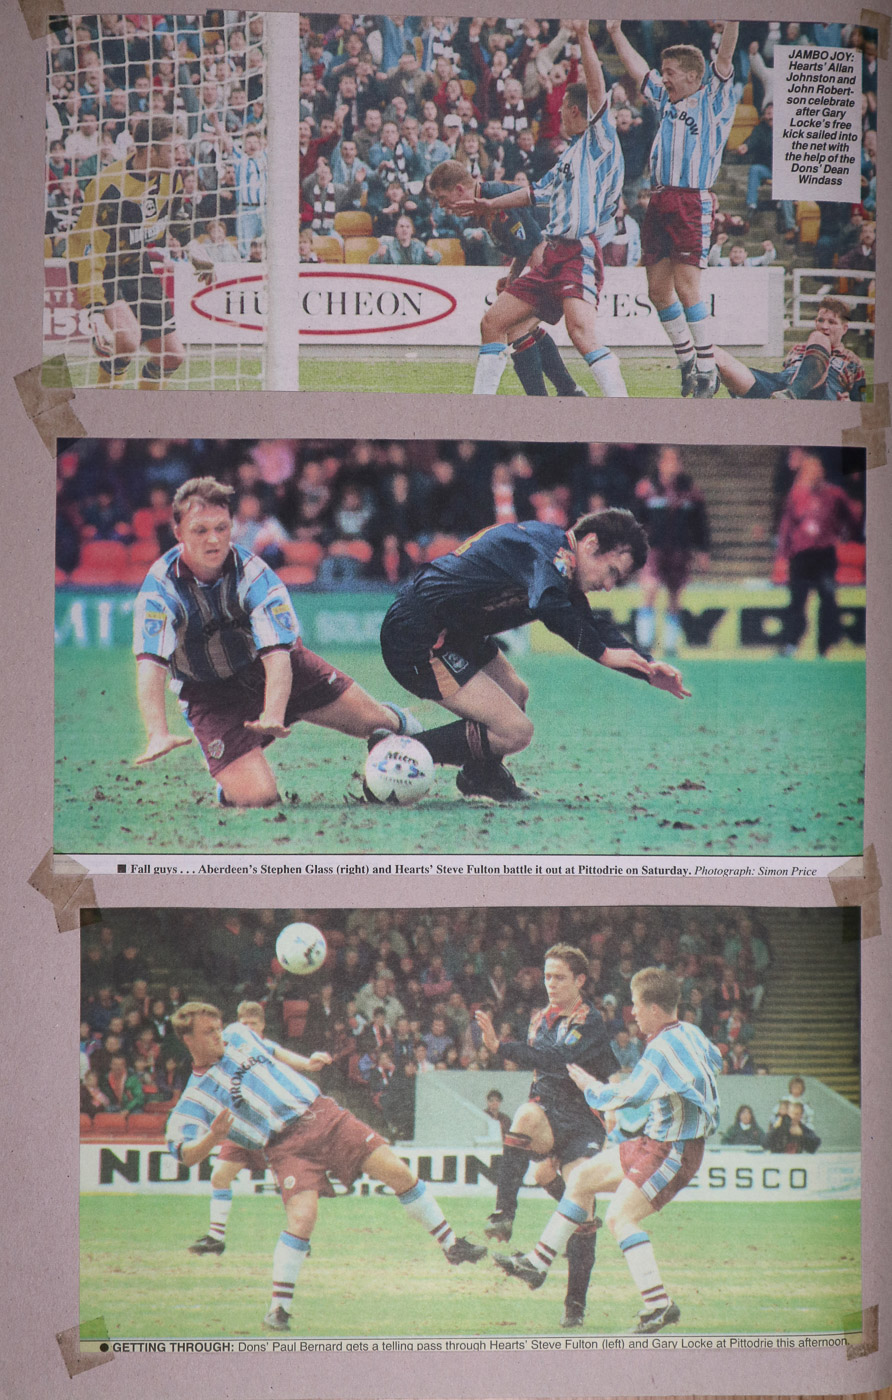 JAMBO JOY:
Hearts' Allan
Johnston and
John Robert-
son celebrate
after Gary
Locke's free
kick sailed into
the net with
the help of the
Dons' Dean
Windass
CHEON
Mitre
■ Fall guys . . . Aberdeen's Stephen Glass (right) and Hearts' Steve Fulton battle it out at Pittodrie on Saturday. Photograph: Simon Price
STRONGBOW
ESSCO
● GETTING THROUGH: Dons' Paul Bernard gets a telling pass through Hearts' Steve Fulton (left) and Gary Locke at Pittodrie this afternoon.